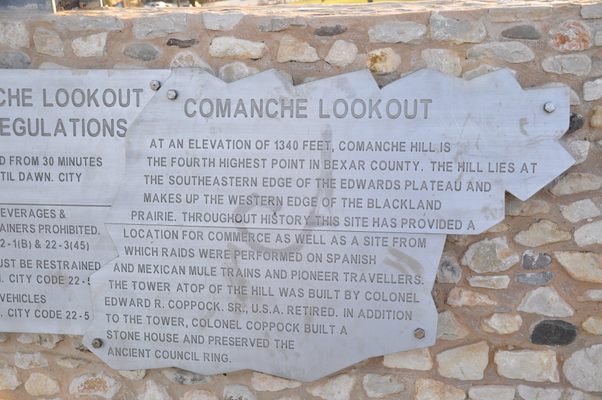 CHE LOOKOUT
EGULATIONS
D FROM 30 MINUTES
TIL DAWN. CITY
EVERAGES &
AINERS PROHIBITED.
2-1(B) & 22-3(45)
UST BE RESTRAINED
. CITY CODE 22-5
VEHICLES
. CITY CODE 22-5
COMANCHE LOOKOUT
AT AN ELEVATION OF 1340 FEET, COMANCHE HILL IS
THE FOURTH HIGHEST POINT IN BEXAR COUNTY. THE HILL LIES AT
THE SOUTHEASTERN EDGE OF THE EDWARDS PLATEAU AND
MAKES UP THE WESTERN EDGE OF THE BLACKLAND
PRAIRIE. THROUGHOUT HISTORY THIS SITE HAS PROVIDED A
LOCATION FOR COMMERCE AS WELL AS A SITE FROM
WHICH RAIDS WERE PERFORMED ON SPANISH
AND MEXICAN MULE TRAINS AND PIONEER TRAVELLERS.
THE TOWER ATOP OF THE HILL WAS BUILT BY COLONEL
EDWARD R. COPPOCK, SR., U.S.A. RETIRED. IN ADDITION
TO THE TOWER, COLONEL COPPOCK BUILT A
STONE HOUSE AND PRESERVED THE
ANCIENT COUNCIL RING.